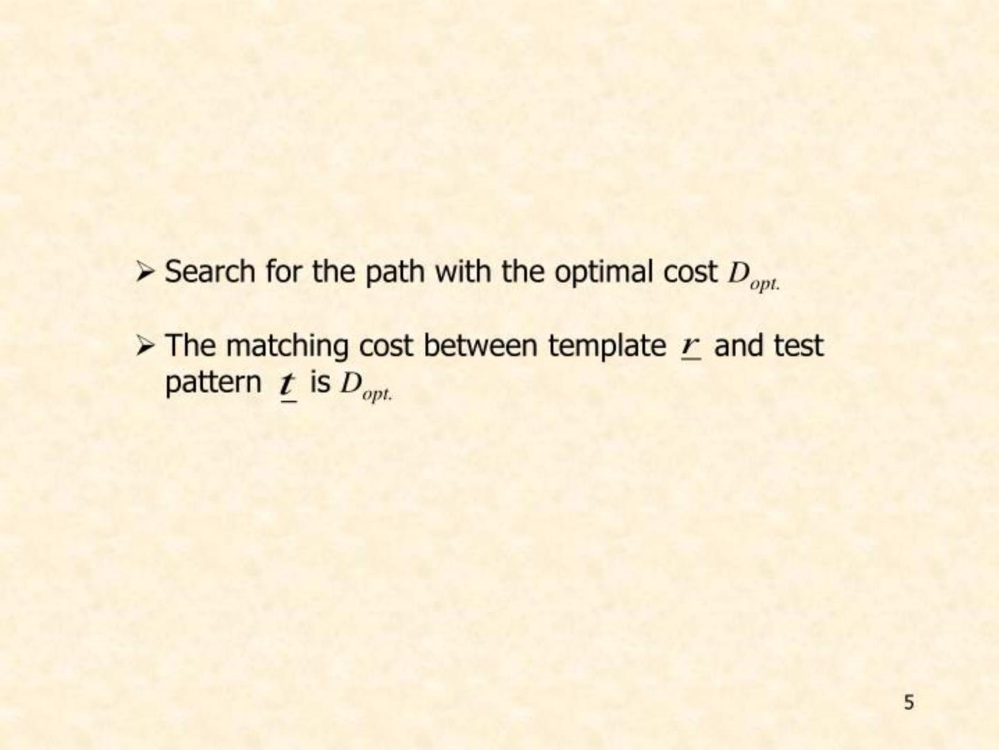 ➢ Search for the path with the optimal cost D_opt.
➢ The matching cost between template r and test
pattern t is D_opt.
5